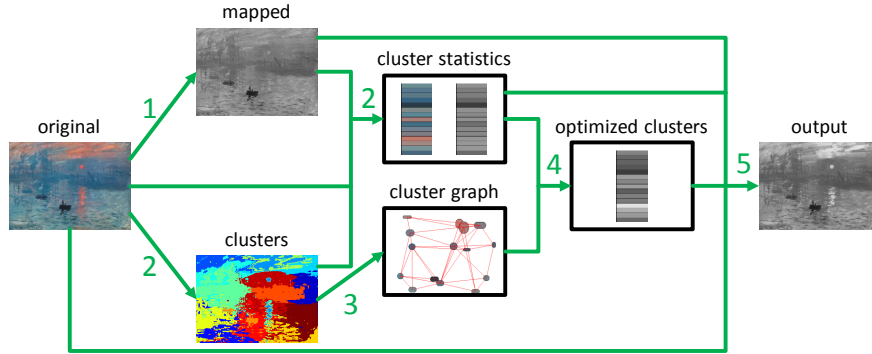 mapped
cluster statistics
1
2
original
optimized clusters
output
4
5
cluster graph
2
clusters
3